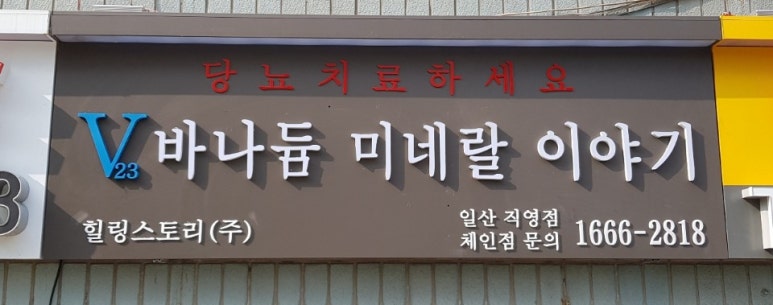 당뇨치료하세요
V23 바나듐 미네랄 이야기
힐링스토리(주)
일산 직영점
체인점 문의 1666-2818